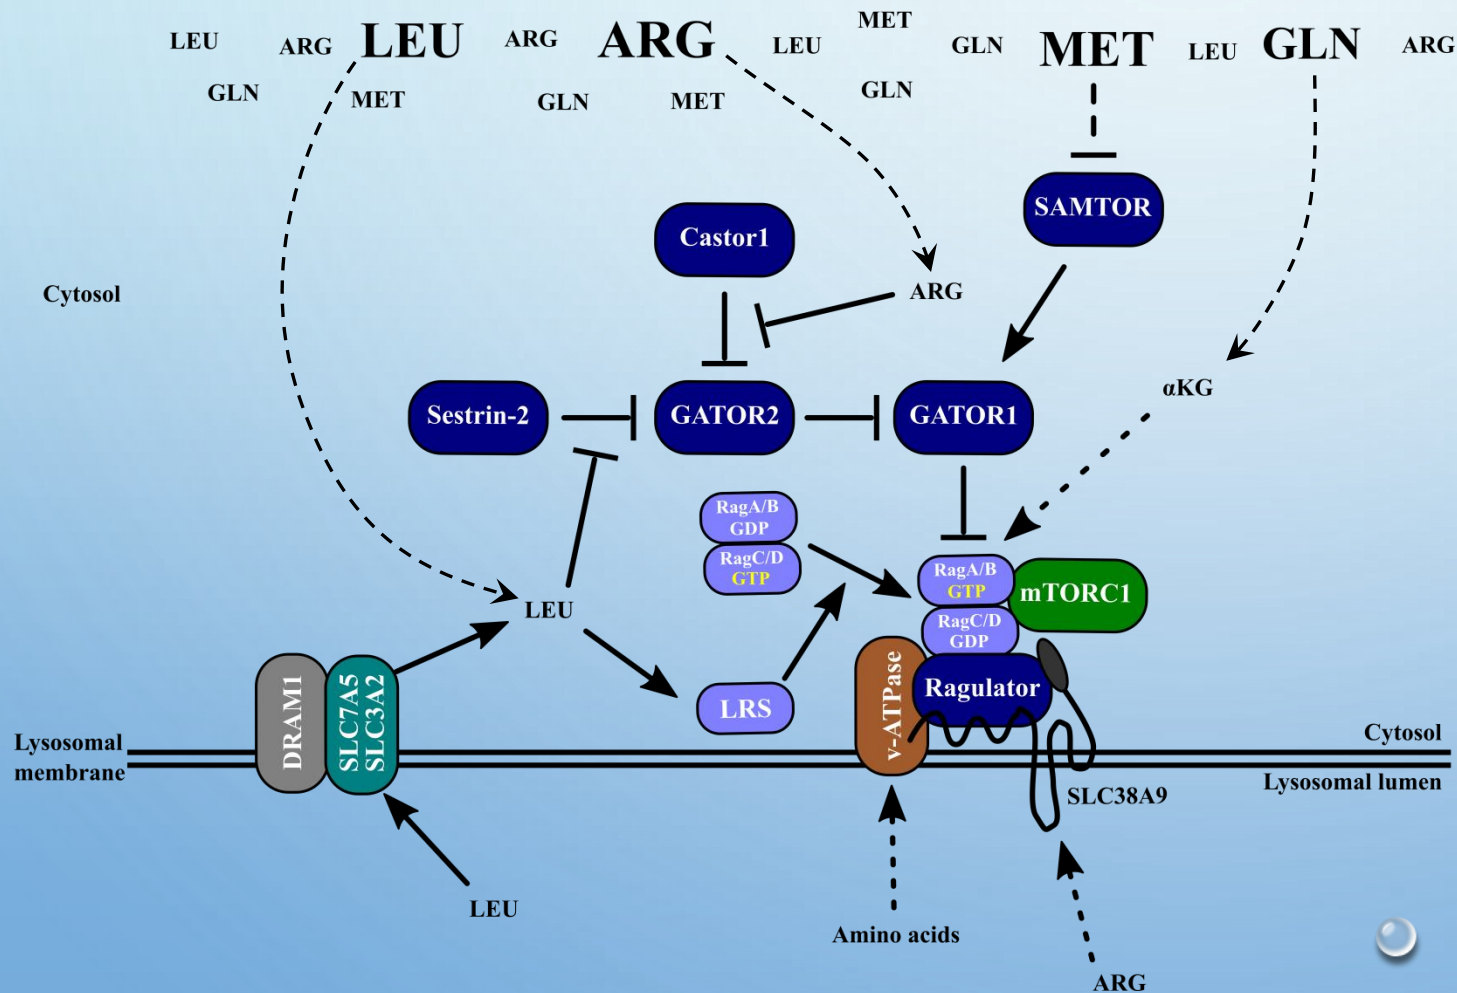 LEU
ARG
LEU
ARG
ARG
LEU
MET
GLN
MET
LEU
GLN
ARG
GLN
MET
GLN
MET
GLN
SAMTOR
Castor1
Cytosol
ARG
αKG
Sestrin-2
GATOR2
GATOR1
RagA/B
GDP
RagC/D
GTP
RagA/B
GTP
RagC/D
GDP
mTORC1
LEU
DRAM1
SLC7A5
SLC3A2
LRS
v-ATPase
Ragulator
Lysosomal
membrane
Cytosol
Lysosomal lumen
SLC38A9
LEU
Amino acids
ARG